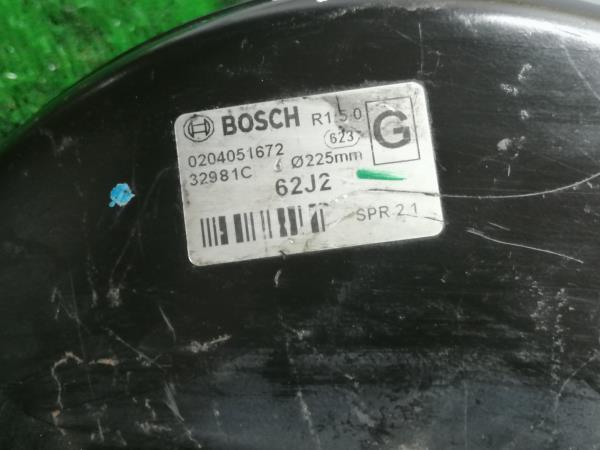 BOSCH R1:5.0 G
623
0204051672
32981C Ø225mm
62J2
SPR 2.1